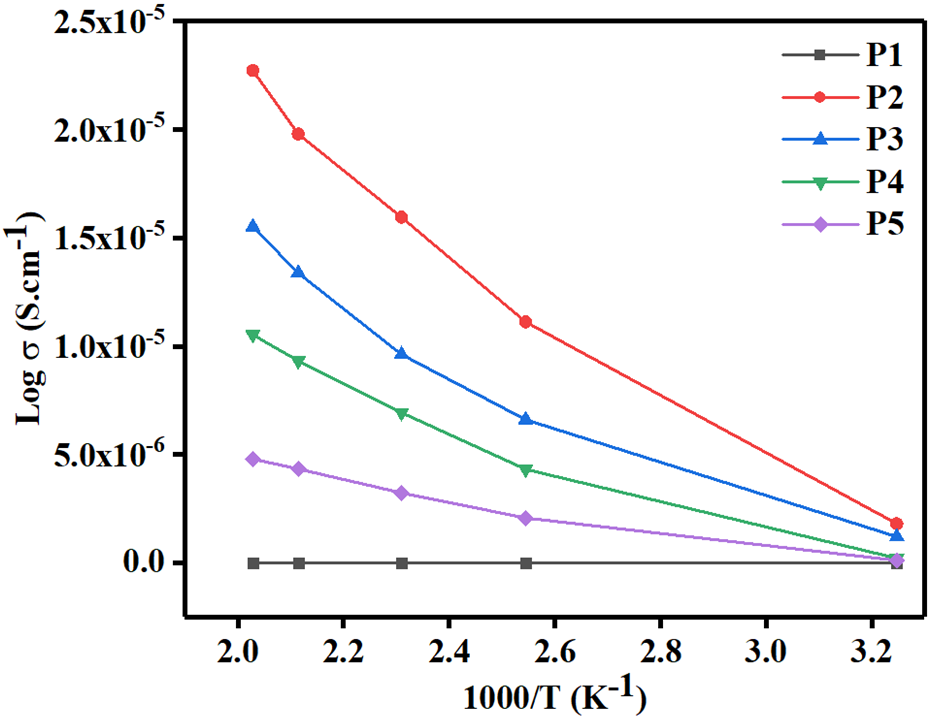 2.5x10-5
2.0x10-5
1.5x10-5
1.0x10-5
5.0x10-6
0.0
Log σ (S.cm-1)
P1
P2
P3
P4
P5
2.0 2.2 2.4 2.6 2.8 3.0 3.2
1000/T (K-1)